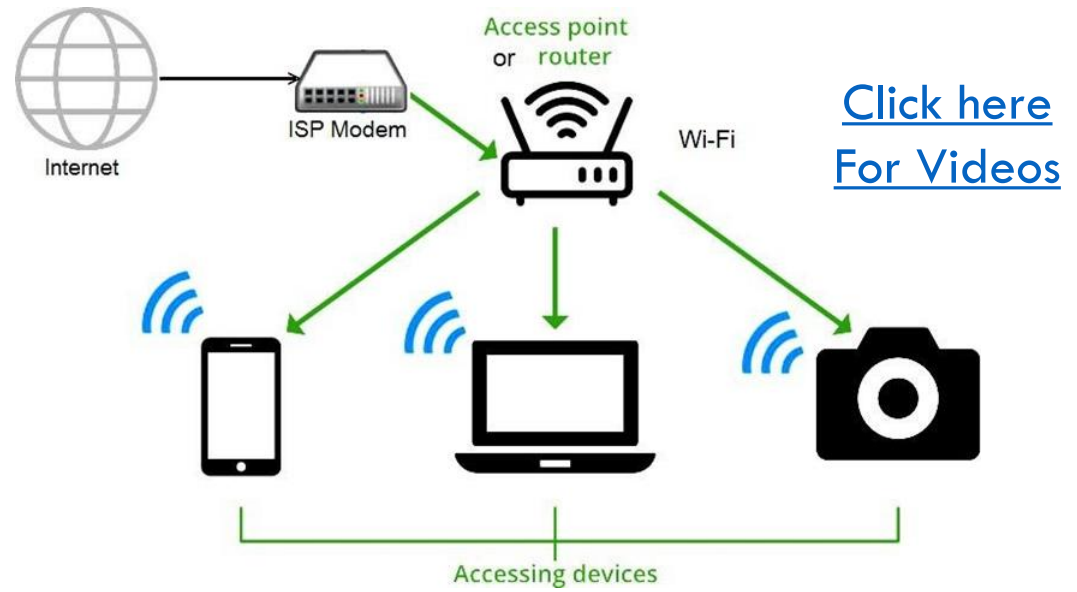 Access point
or router
Click here
For Videos
ISP Modem
Wi-Fi
Internet
Accessing devices